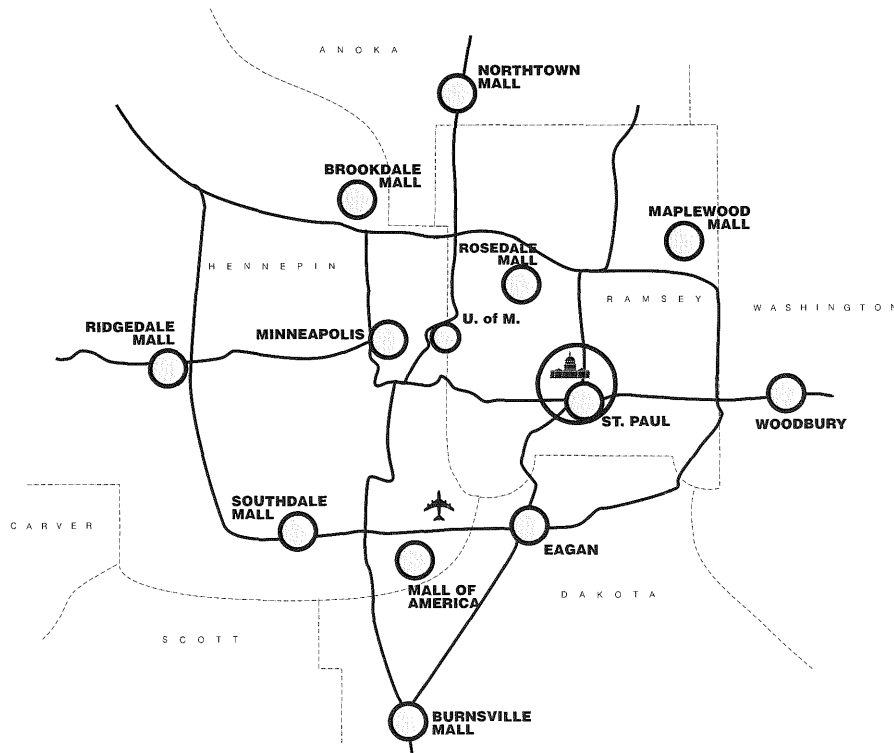 ANOKA
NORTHTOWN
MALL
BROOKDALE
MALL
MAPLEWOOD
MALL
ROSEDALE
MALL
HENNEPIN
RAMSEY
WASHINGTON
RIDGEDALE
MALL
MINNEAPOLIS
U. of M.
ST. PAUL
WOODBURY
SOUTHDALE
MALL
CARVER
EAGAN
MALL OF
AMERICA
DAKOTA
SCOTT
BURNSVILLE
MALL